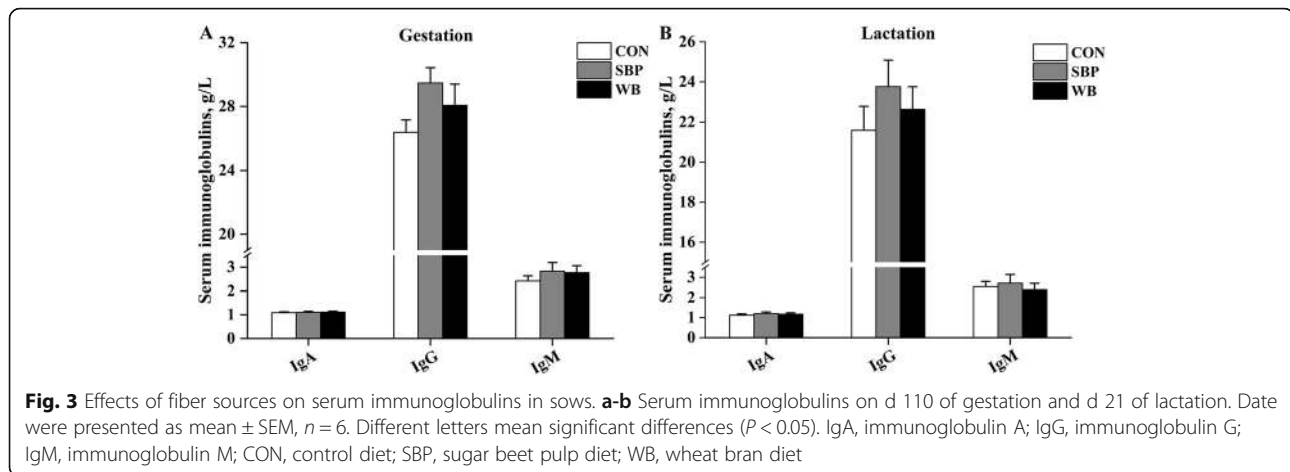 A
Gestation
Serum immunoglobulins, g/L
32
28
24
20
3
2
1
0
CON
SBP
WB
IgA
IgG
IgM
B
Lactation
Serum immunoglobulins, g/L
26
24
22
20
18
16
14
3
2
1
0
CON
SBP
WB
IgA
IgG
IgM
Fig. 3 Effects of fiber sources on serum immunoglobulins in sows. a-b Serum immunoglobulins on d 110 of gestation and d 21 of lactation. Date
were presented as mean ± SEM, n = 6. Different letters mean significant differences (P < 0.05). IgA, immunoglobulin A; IgG, immunoglobulin G;
IgM, immunoglobulin M; CON, control diet; SBP, sugar beet pulp diet; WB, wheat bran diet